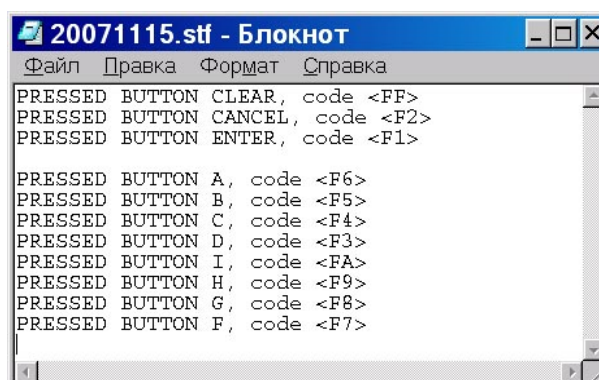 20071115.stf - Блокнот
Файл Правка Формат Справка
PRESSED BUTTON CLEAR, code <FF>
PRESSED BUTTON CANCEL, code <F2>
PRESSED BUTTON ENTER, code <F1>
PRESSED BUTTON A, code <F6>
PRESSED BUTTON B, code <F5>
PRESSED BUTTON C, code <F4>
PRESSED BUTTON D, code <F3>
PRESSED BUTTON I, code <FA>
PRESSED BUTTON H, code <F9>
PRESSED BUTTON G, code <F8>
PRESSED BUTTON F, code <F7>